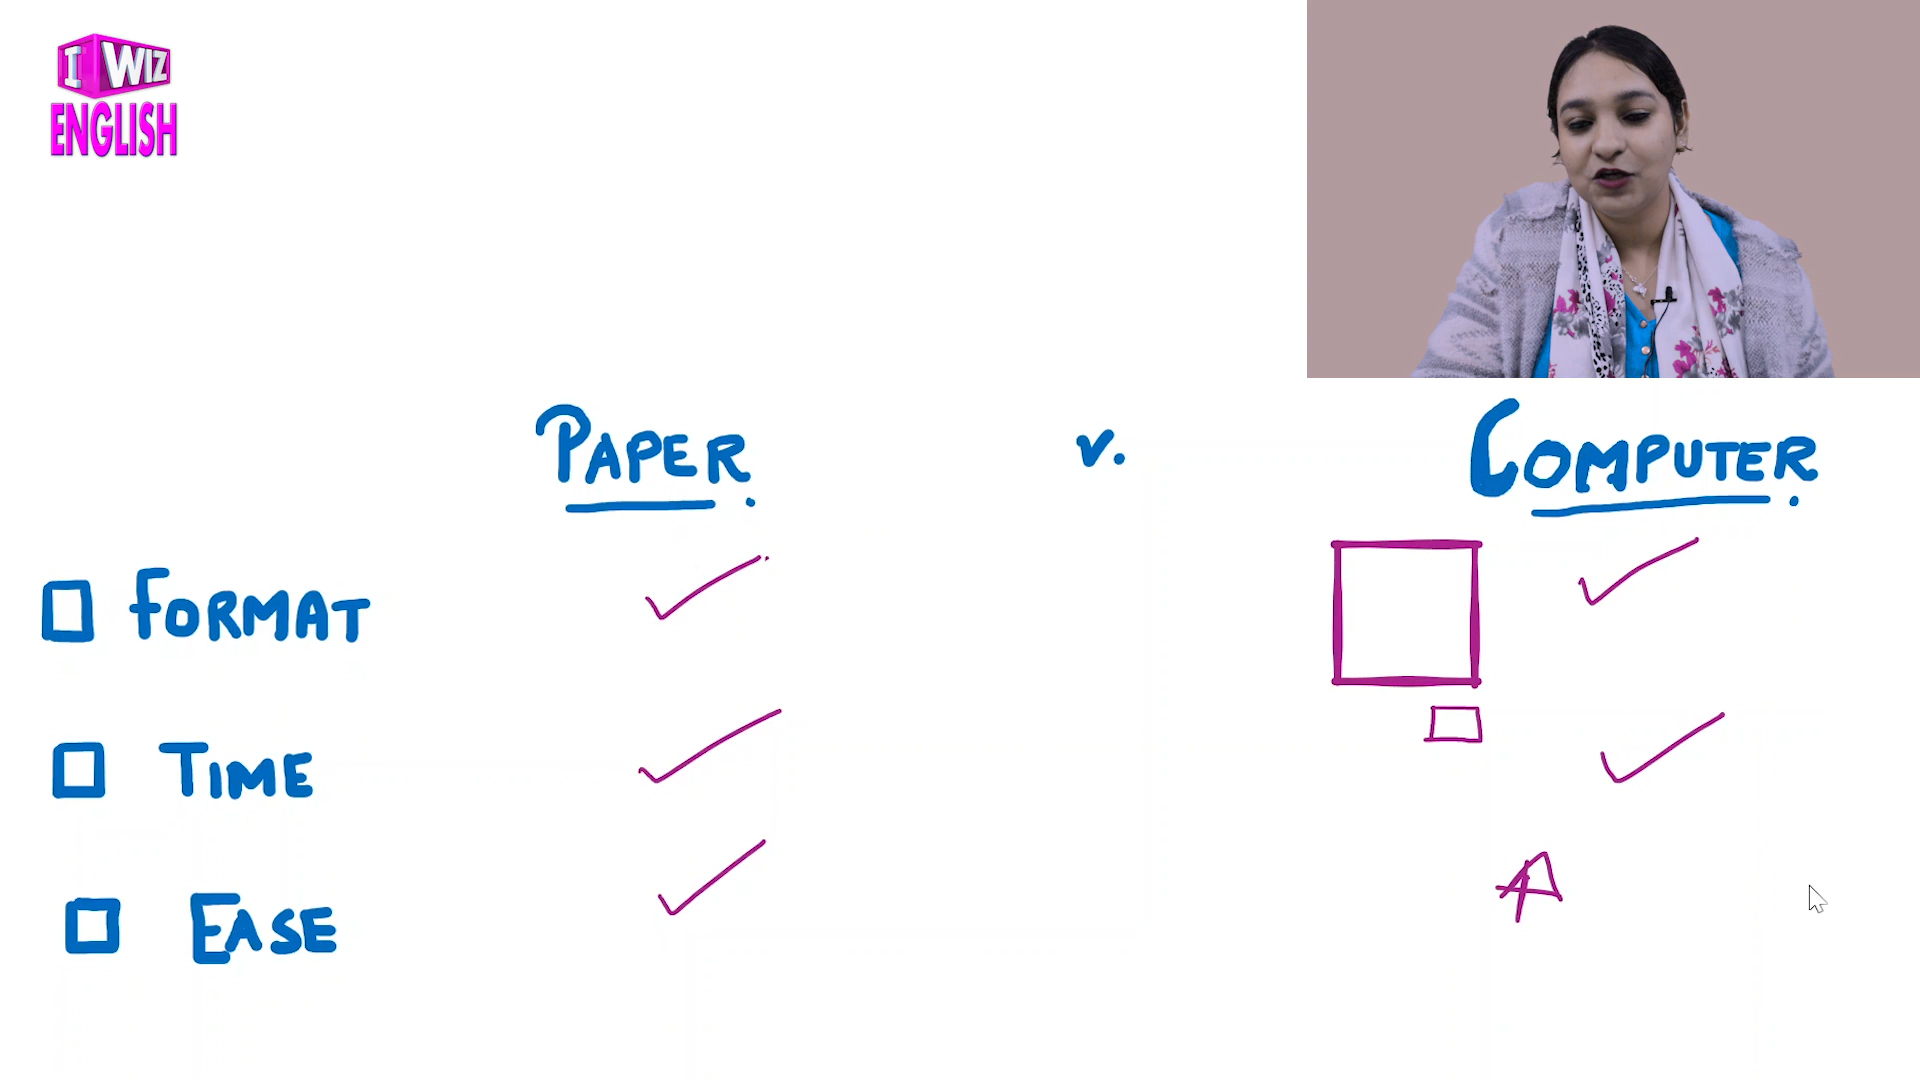 I WIZ
ENGLISH
PAPER v. COMPUTER
FORMAT
TIME
EASE